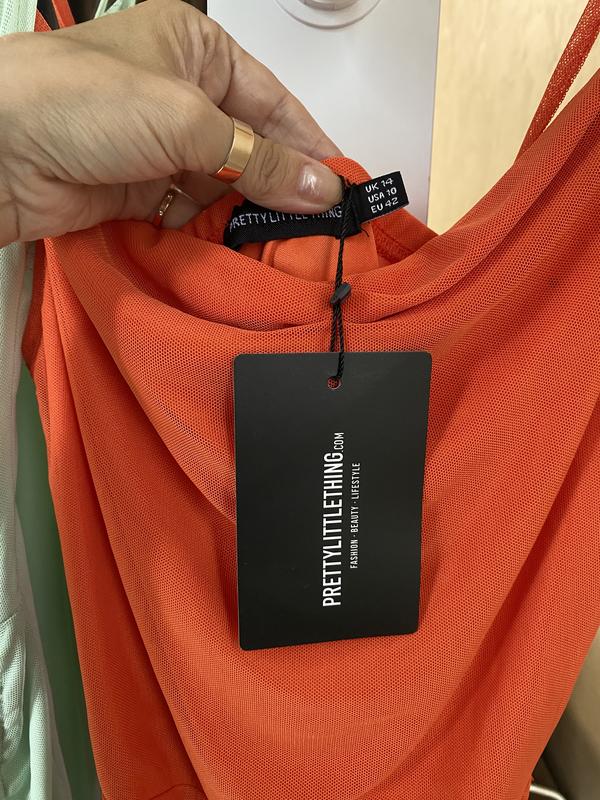 PRETTYLITTLETHING
UK 14
USA 10
EU 42
PRETTYLITTLETHING.COM
FASHION · BEAUTY · LIFESTYLE